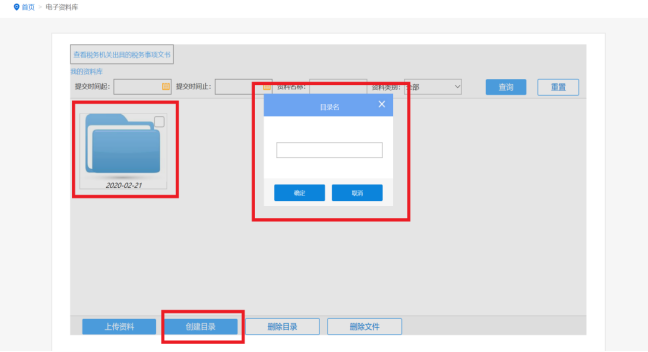 首页 > 电子资料库
查看税务机关出具的税务事项文书
我的资料库
提交时间起： 提交时间止： 资料名称： 资料类别： 全部 查询 重置
目录名 ×
确定 取消
2020-02-21
上传资料 创建目录 删除目录 删除文件